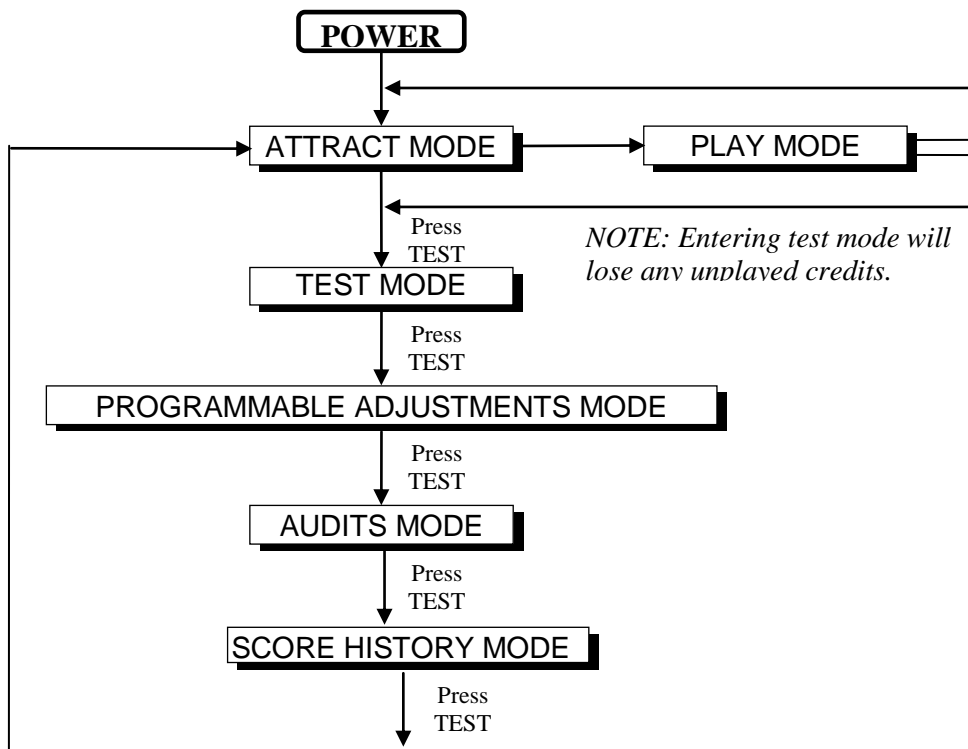 POWER
ATTRACT MODE
PLAY MODE
Press
TEST
NOTE: Entering test mode will
lose any unplayed credits.
TEST MODE
Press
TEST
PROGRAMMABLE ADJUSTMENTS MODE
Press
TEST
AUDITS MODE
Press
TEST
SCORE HISTORY MODE
Press
TEST